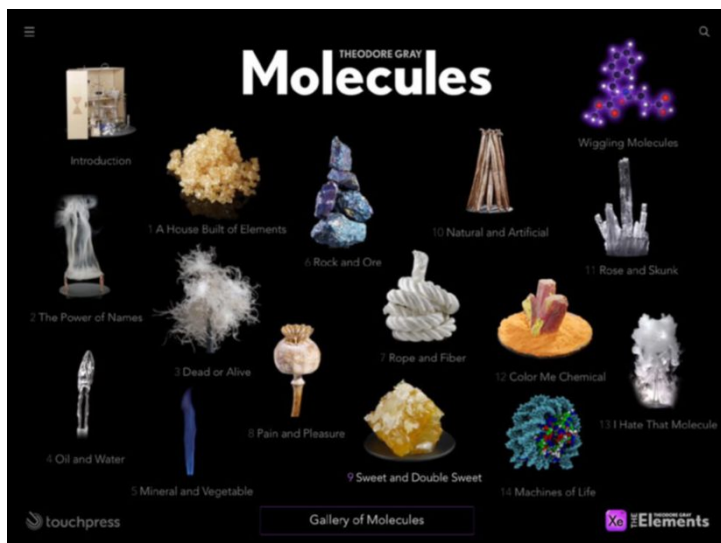 THEODORE GRAY
Molecules
Introduction
Wiggling Molecules
1 A House Built of Elements
10 Natural and Artificial
6 Rock and Ore
11 Rose and Skunk
2 The Power of Names
7 Rope and Fiber
3 Dead or Alive
12 Color Me Chemical
13 I Hate That Molecule
8 Pain and Pleasure
4 Oil and Water
9 Sweet and Double Sweet
5 Mineral and Vegetable
14 Machines of Life
touchpress
Gallery of Molecules
Xe
THEODORE GRAY
THE Elements